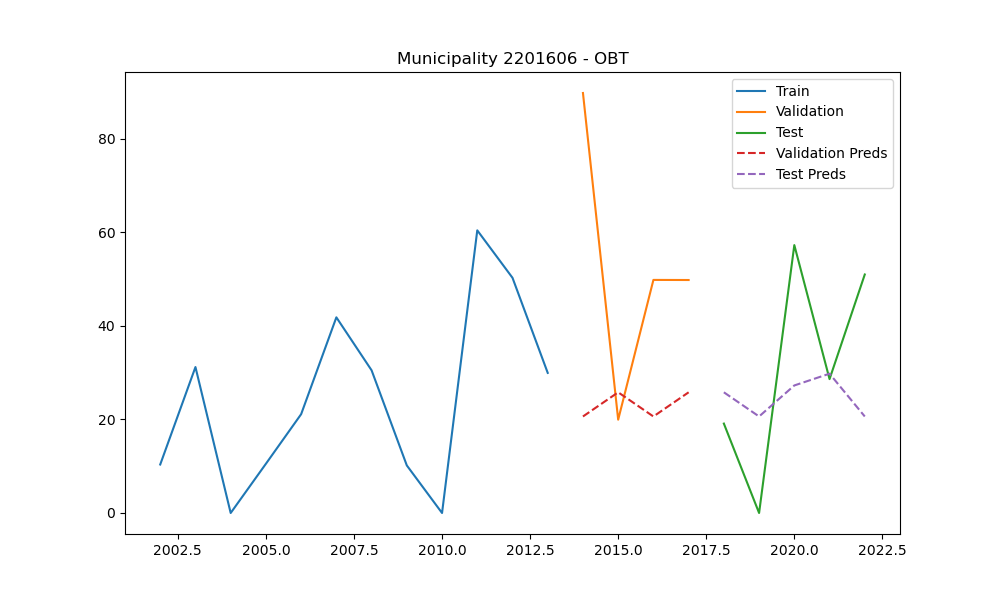 Municipality 2201606 - OBT
Train
Validation
Test
Validation Preds
Test Preds
80
60
40
20
0
2002.5 2005.0 2007.5 2010.0 2012.5 2015.0 2017.5 2020.0 2022.5